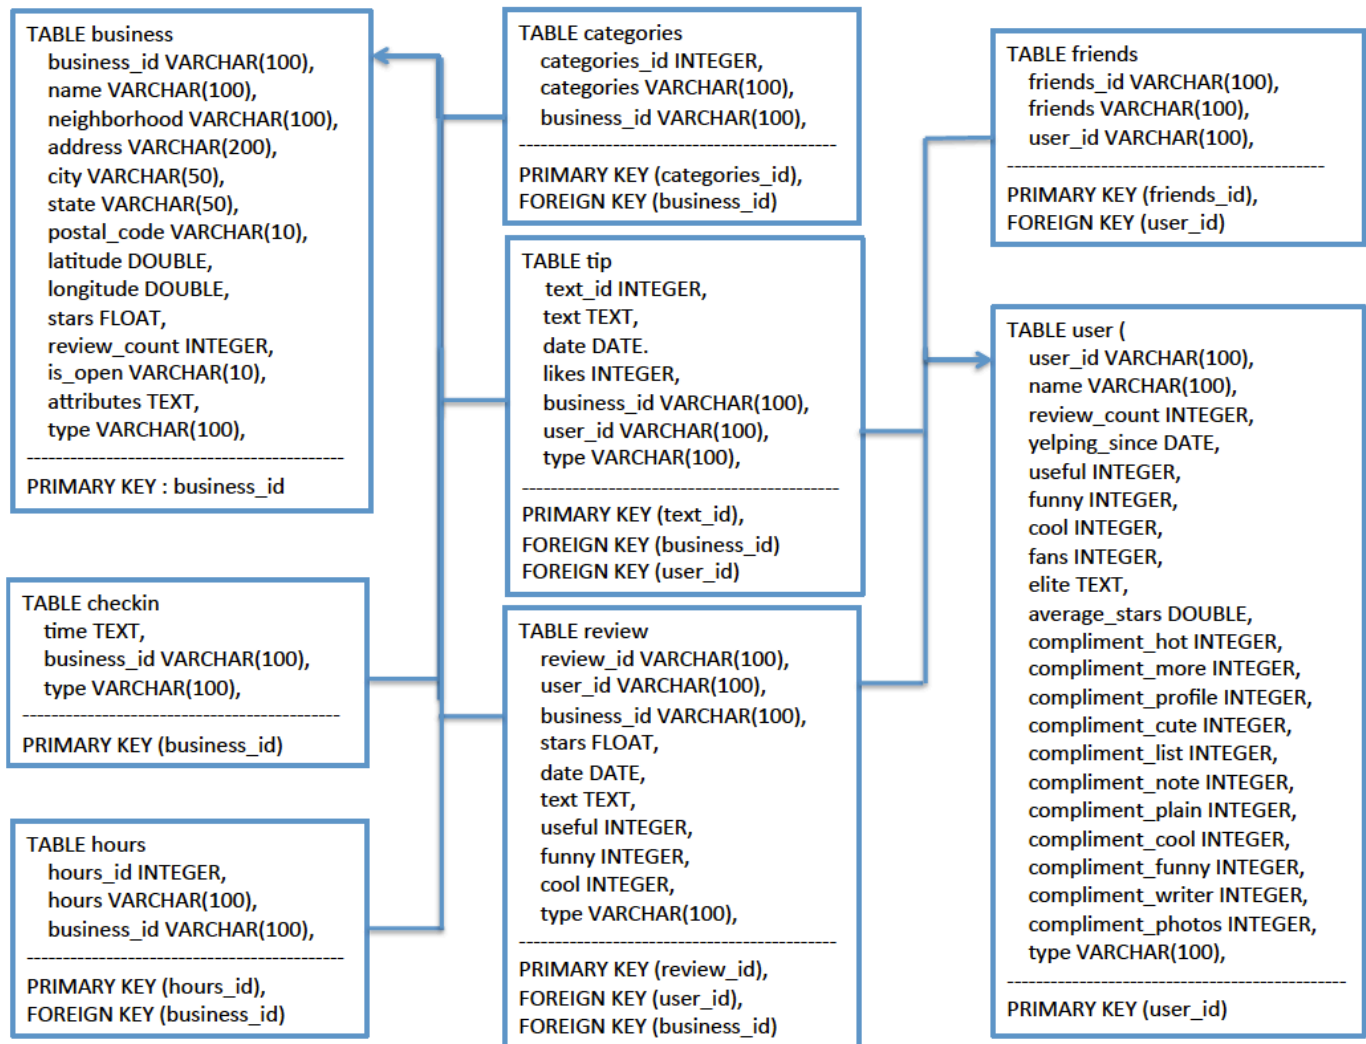 TABLE business
business_id VARCHAR(100),
name VARCHAR(100),
neighborhood VARCHAR(100),
address VARCHAR(200),
city VARCHAR(50),
state VARCHAR(50),
postal_code VARCHAR(10),
latitude DOUBLE,
longitude DOUBLE,
stars FLOAT,
review_count INTEGER,
is_open VARCHAR(10),
attributes TEXT,
type VARCHAR(100),
--------------------------------------------
PRIMARY KEY : business_id
TABLE checkin
time TEXT,
business_id VARCHAR(100),
type VARCHAR(100),
--------------------------------------------
PRIMARY KEY (business_id)
TABLE hours
hours_id INTEGER,
hours VARCHAR(100),
business_id VARCHAR(100),
--------------------------------------------
PRIMARY KEY (hours_id),
FOREIGN KEY (business_id)
TABLE categories
categories_id INTEGER,
categories VARCHAR(100),
business_id VARCHAR(100),
--------------------------------------------
PRIMARY KEY (categories_id),
FOREIGN KEY (business_id)
TABLE tip
text_id INTEGER,
text TEXT,
date DATE.
likes INTEGER,
business_id VARCHAR(100),
user_id VARCHAR(100),
type VARCHAR(100),
--------------------------------------------
PRIMARY KEY (text_id),
FOREIGN KEY (business_id)
FOREIGN KEY (user_id)
TABLE review
review_id VARCHAR(100),
user_id VARCHAR(100),
business_id VARCHAR(100),
stars FLOAT,
date DATE,
text TEXT,
useful INTEGER,
funny INTEGER,
cool INTEGER,
type VARCHAR(100),
--------------------------------------------
PRIMARY KEY (review_id),
FOREIGN KEY (user_id),
FOREIGN KEY (business_id)
TABLE friends
friends_id VARCHAR(100),
friends VARCHAR(100),
user_id VARCHAR(100),
--------------------------------------------
PRIMARY KEY (friends_id),
FOREIGN KEY (user_id)
TABLE user (
user_id VARCHAR(100),
name VARCHAR(100),
review_count INTEGER,
yelping_since DATE,
useful INTEGER,
funny INTEGER,
cool INTEGER,
fans INTEGER,
elite TEXT,
average_stars DOUBLE,
compliment_hot INTEGER,
compliment_more INTEGER,
compliment_profile INTEGER,
compliment_cute INTEGER,
compliment_list INTEGER,
compliment_note INTEGER,
compliment_plain INTEGER,
compliment_cool INTEGER,
compliment_funny INTEGER,
compliment_writer INTEGER,
compliment_photos INTEGER,
type VARCHAR(100),
-----------------------------------------------
PRIMARY KEY (user_id)